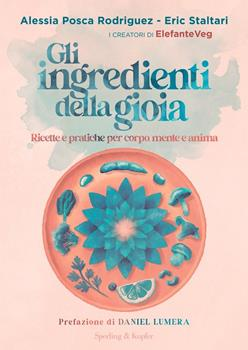 Alessia Posca Rodriguez - Eric Staltari
I CREATORI DI ElefanteVeg
Gli
ingredienti
della gioia
Ricette e pratiche per corpo mente e anima
Prefazione di DANIEL LUMERA
Sperling & Kupfer